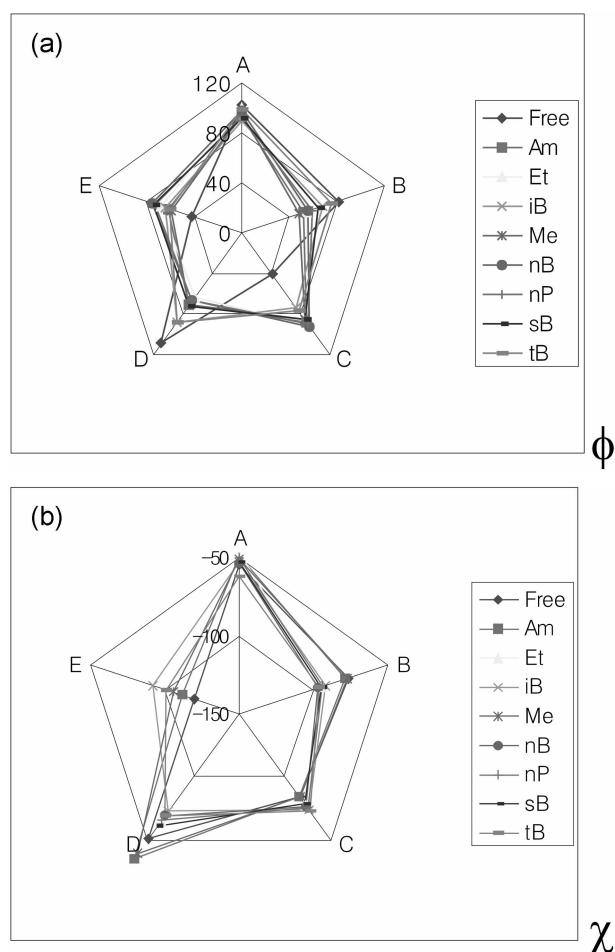 (a)
A
120
80
40
0
E
B
D
C
Free
Am
Et
iB
Me
nB
nP
sB
tB
ϕ
(b)
A
-50
-100
-150
E
B
D
C
Free
Am
Et
iB
Me
nB
nP
sB
tB
χ